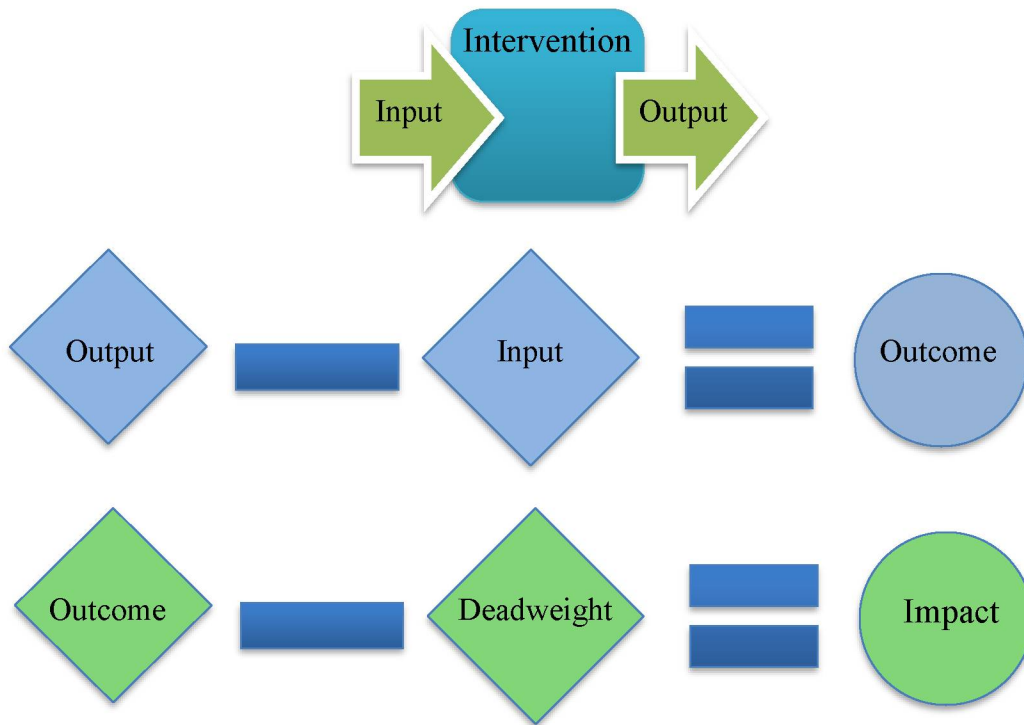 Intervention
Input
Output
Output
Input
Outcome
Outcome
Deadweight
Impact